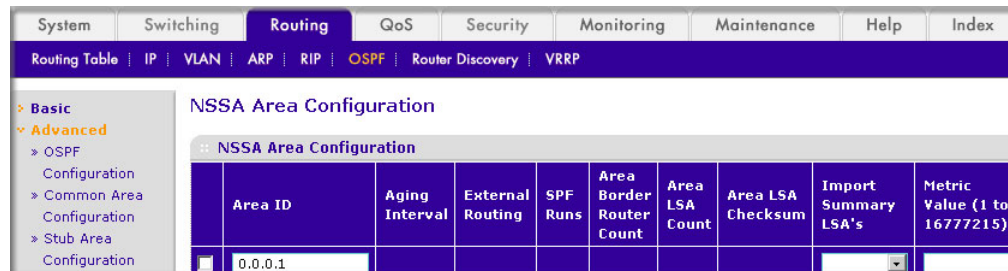 System Switching Routing QoS Security Monitoring Maintenance Help Index
Routing Table IP VLAN ARP RIP OSPF Router Discovery VRRP
Basic
Advanced
» OSPF
Configuration
» Common Area
Configuration
» Stub Area
Configuration
NSSA Area Configuration
NSSA Area Configuration
Area ID
Aging
Interval
External
Routing
SPF
Runs
Area
Border
Router
Count
Area
LSA
Count
Area LSA
Checksum
Import
Summary
LSA's
Metric
Value (1 to
16777215)
0.0.0.1